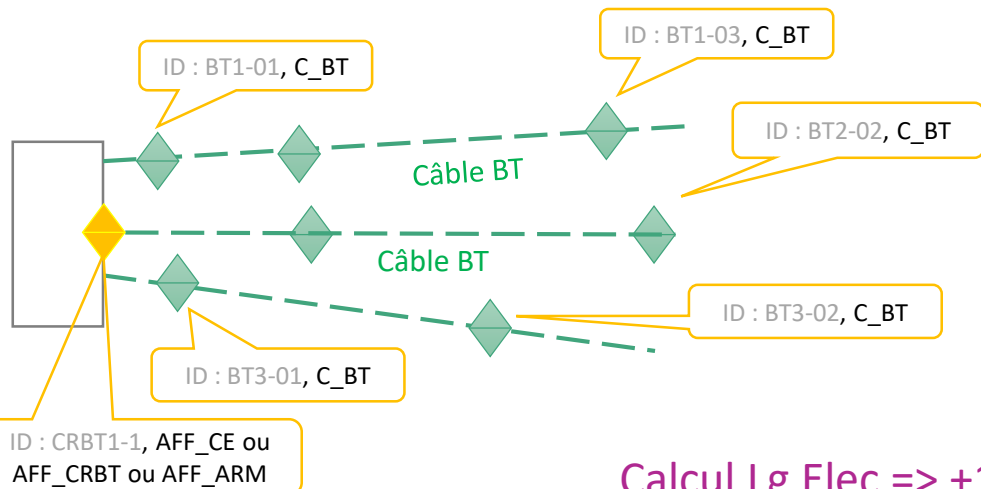 ID : BT1-03, C_BT
ID : BT1-01, C_BT
ID : BT2-02, C_BT
Câble BT
Câble BT
ID : BT3-02, C_BT
ID : BT3-01, C_BT
ID : CRBT1-1, AFF_CE ou
AFF_CRBT ou AFF_ARM
Calcul Lg Elec => +